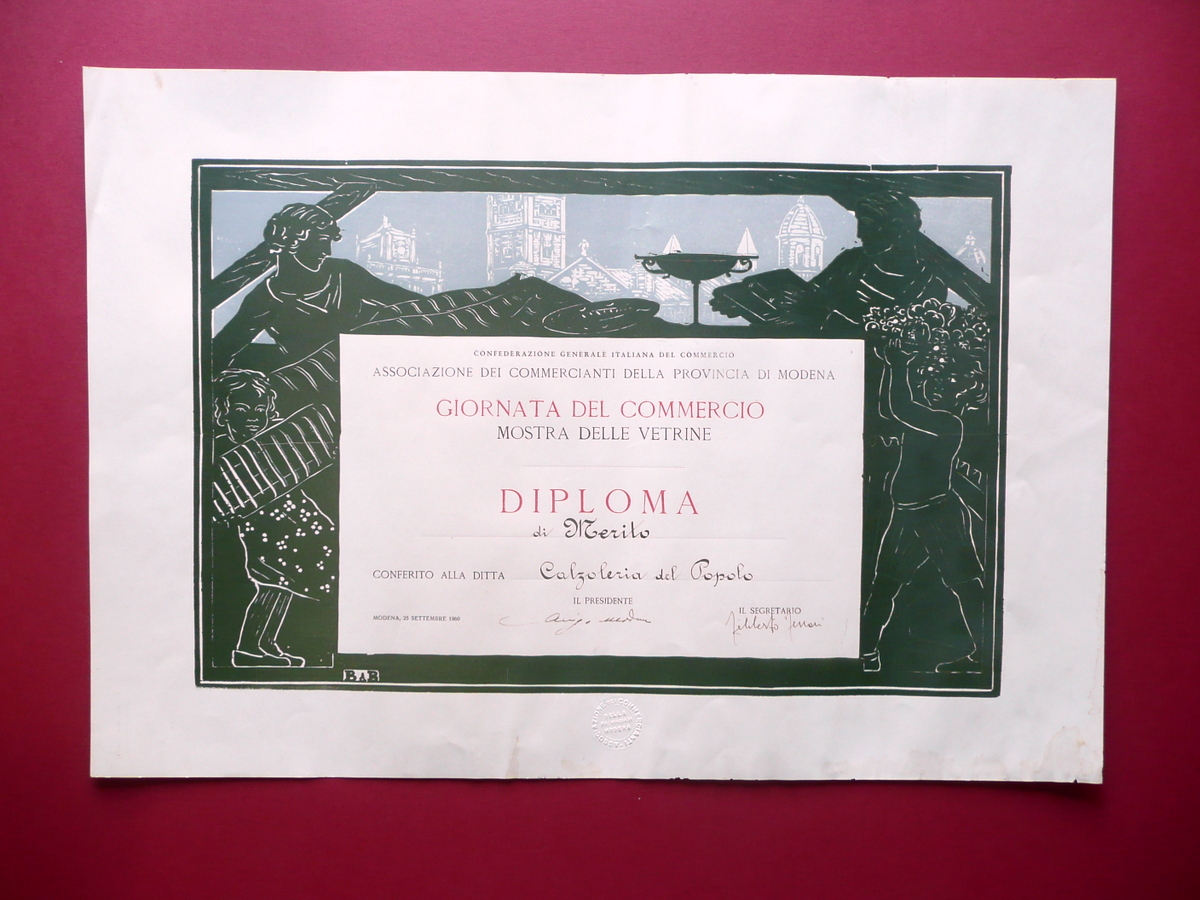 CONFEDERAZIONE GENERALE ITALIANA DEL COMMERCIO
ASSOCIAZIONE DEI COMMERCIANTI DELLA PROVINCIA DI MODENA
GIORNATA DEL COMMERCIO
MOSTRA DELLE VETRINE
DIPLOMA
di Merito
CONFERITO ALLA DITTA Calzoleria del Popolo
IL PRESIDENTE
IL SEGRETARIO
MODENA, 25 SETTEMBRE 1960
BAB